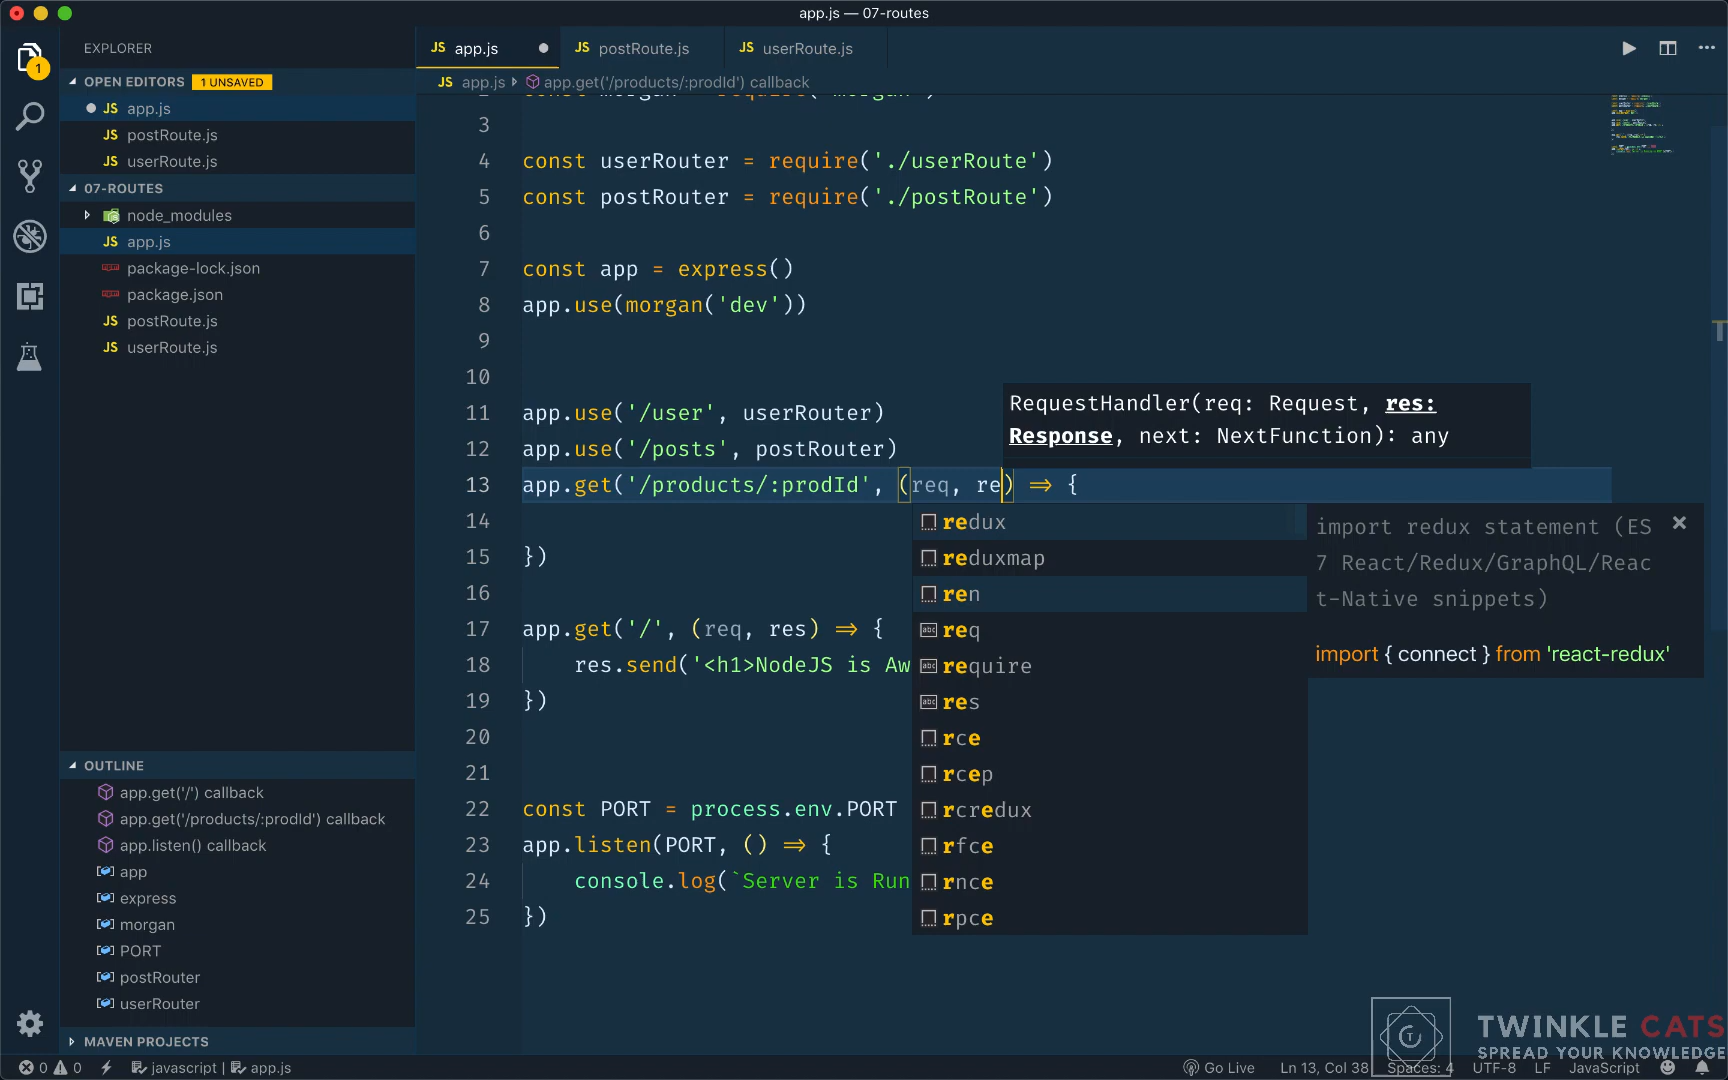 app.js — 07-routes
EXPLORER
OPEN EDITORS 1 UNSAVED
JS app.js
JS postRoute.js
JS userRoute.js
07-ROUTES
node_modules
JS app.js
package-lock.json
package.json
JS postRoute.js
JS userRoute.js
OUTLINE
app.get('/') callback
app.get('/products/:prodId') callback
app.listen() callback
app
express
morgan
PORT
postRouter
userRouter
MAVEN PROJECTS
1
JS app.js JS postRoute.js JS userRoute.js
JS app.js app.get('/products/:prodId') callback
3
4 const userRouter = require('./userRoute')
5 const postRouter = require('./postRoute')
6
7 const app = express()
8 app.use(morgan('dev'))
9
10
11 app.use('/user', userRouter)
12 app.use('/posts', postRouter)
13 app.get('/products/:prodId', (req, re) => {
14
15 })
16
17 app.get('/', (req, res) => {
18 res.send('<h1>NodeJS is Aw
19 })
20
21
22 const PORT = process.env.PORT
23 app.listen(PORT, () => {
24 console.log(`Server is Run
25 })
RequestHandler(req: Request, res:
Response, next: NextFunction): any
redux
reduxmap
ren
req
require
res
rce
rcep
rcredux
rfce
rnce
rpce
import redux statement (ES
7 React/Redux/GraphQL/Reac
t-Native snippets)
import { connect } from 'react-redux'
TWINKLE CATS
SPREAD YOUR KNOWLEDGE
0 0 javascript | app.js Go Live Ln 13, Col 38 Spaces: 4 UTF-8 LF JavaScript